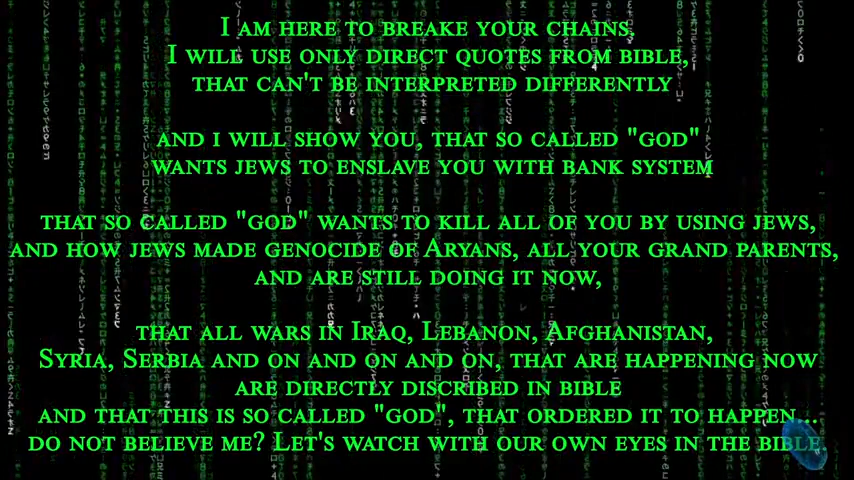 I am here to breake your chains,
I will use only direct quotes from bible,
that can't be interpreted differently
and i will show you, that so called "god"
wants jews to enslave you with bank system
that so called "god" wants to kill all of you by using jews,
and how jews made genocide of Aryans, all your grand parents,
and are still doing it now,
that all wars in Iraq, Lebanon, Afghanistan,
Syria, Serbia and on and on and on, that are happening now
are directly discribed in bible
and that this is so called "god", that ordered it to happen...
do not believe me? Let's watch with our own eyes in the bible.